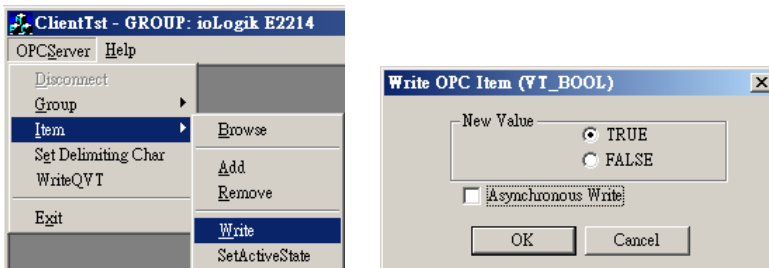 ClientTst - GROUP: ioLogik E2214
OPCServer Help
Disconnect
Group
Item
Set Delimiting Char
WriteQVT
Exit
Browse
Add
Remove
Write
SetActiveState
Write OPC Item (VT_BOOL)
New Value
TRUE
FALSE
Asynchronous Write
OK Cancel